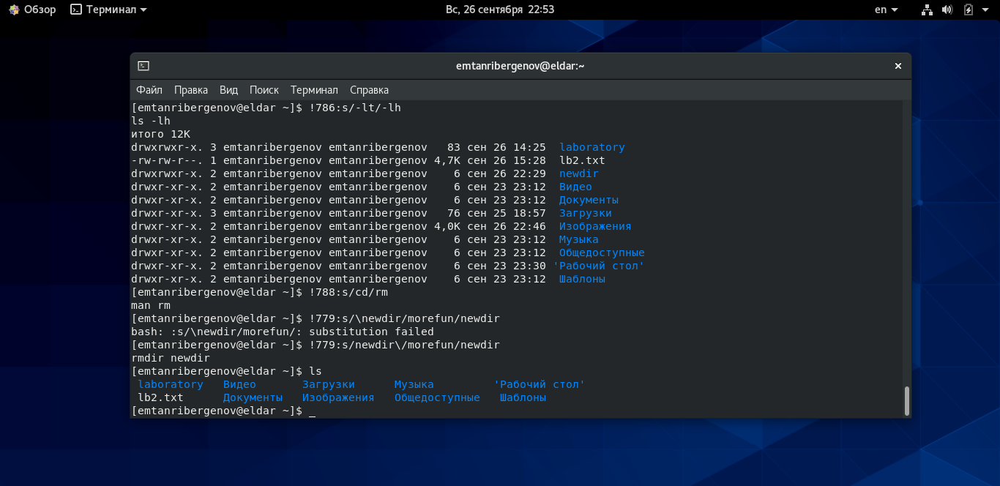 Обзор Терминал Вс, 26 сентября 22:53 en
emtanribergenov@eldar:~
Файл Правка Вид Поиск Терминал Справка
[emtanribergenov@eldar ~]$ !786:s/-lt/-lh
ls -lh
итого 12K
drwxrwxr-x. 3 emtanribergenov emtanribergenov   83 сен 26 14:25  laboratory
-rw-rw-r--. 1 emtanribergenov emtanribergenov 4,7K сен 26 15:28  lb2.txt
drwxrwxr-x. 2 emtanribergenov emtanribergenov    6 сен 26 22:29  newdir
drwxr-xr-x. 2 emtanribergenov emtanribergenov    6 сен 23 23:12  Видео
drwxr-xr-x. 2 emtanribergenov emtanribergenov    6 сен 23 23:12  Документы
drwxr-xr-x. 3 emtanribergenov emtanribergenov   76 сен 25 18:57  Загрузки
drwxr-xr-x. 2 emtanribergenov emtanribergenov 4,0K сен 26 22:46  Изображения
drwxr-xr-x. 2 emtanribergenov emtanribergenov    6 сен 23 23:12  Музыка
drwxr-xr-x. 2 emtanribergenov emtanribergenov    6 сен 23 23:12  Общедоступные
drwxr-xr-x. 2 emtanribergenov emtanribergenov    6 сен 23 23:30 'Рабочий стол'
drwxr-xr-x. 2 emtanribergenov emtanribergenov    6 сен 23 23:12  Шаблоны
[emtanribergenov@eldar ~]$ !788:s/cd/rm
man rm
[emtanribergenov@eldar ~]$ !779:s/\newdir/morefun/newdir
bash: :s/\newdir/morefun/: substitution failed
[emtanribergenov@eldar ~]$ !779:s/newdir\/morefun/newdir
rmdir newdir
[emtanribergenov@eldar ~]$ ls
laboratory   Видео       Загрузки      Музыка         'Рабочий стол'
lb2.txt      Документы   Изображения   Общедоступные   Шаблоны
[emtanribergenov@eldar ~]$ _